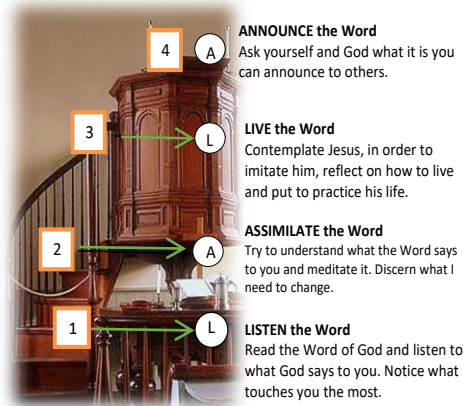 4
A
ANNOUNCE the Word
Ask yourself and God what it is you
can announce to others.
3
L
LIVE the Word
Contemplate Jesus, in order to
imitate him, reflect on how to live
and put to practice his life.
2
A
ASSIMILATE the Word
Try to understand what the Word says
to you and meditate it. Discern what I
need to change.
1
L
LISTEN the Word
Read the Word of God and listen to
what God says to you. Notice what
touches you the most.